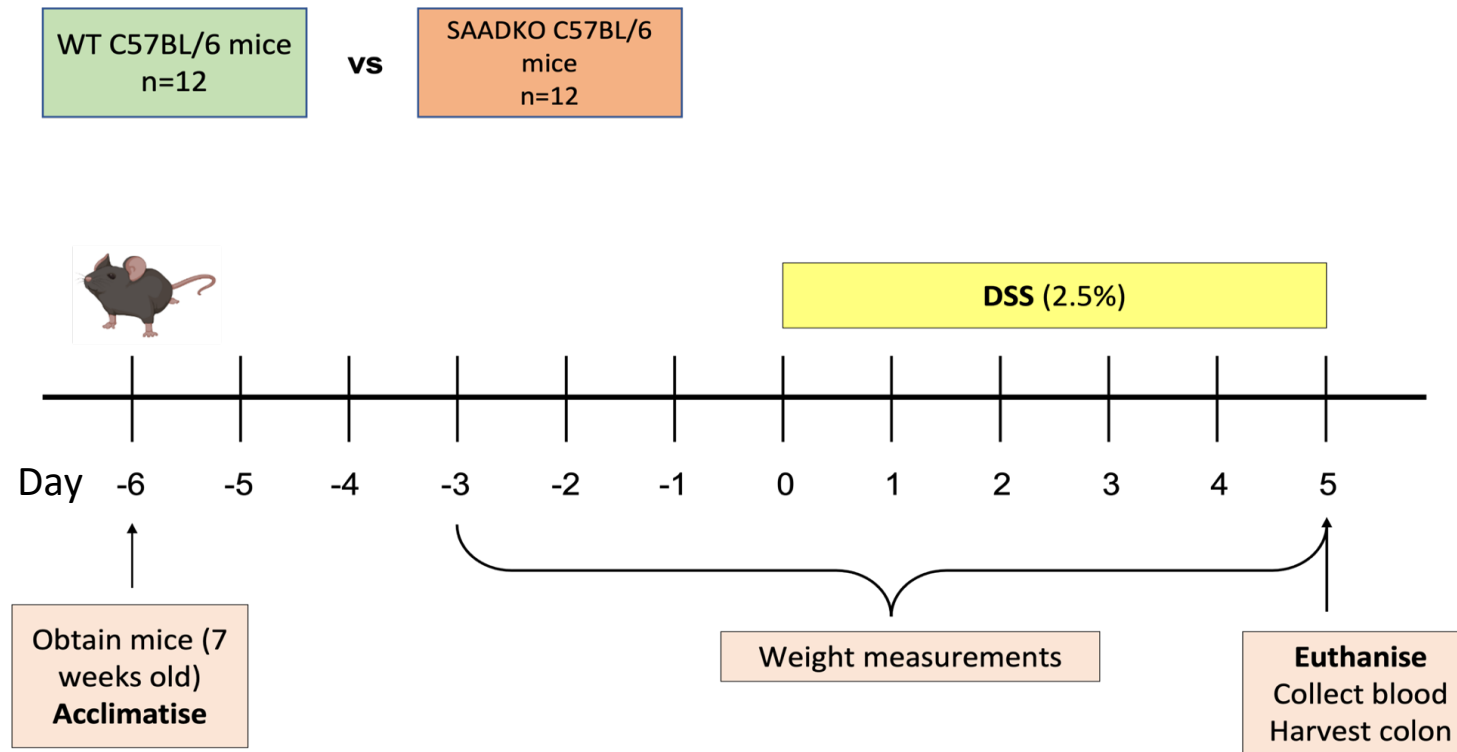 WT C57BL/6 mice
n=12
vs
SAADKO C57BL/6
mice
n=12
DSS (2.5%)
Day -6 -5 -4 -3 -2 -1 0 1 2 3 4 5
Obtain mice (7
weeks old)
Acclimatise
Weight measurements
Euthanise
Collect blood
Harvest colon